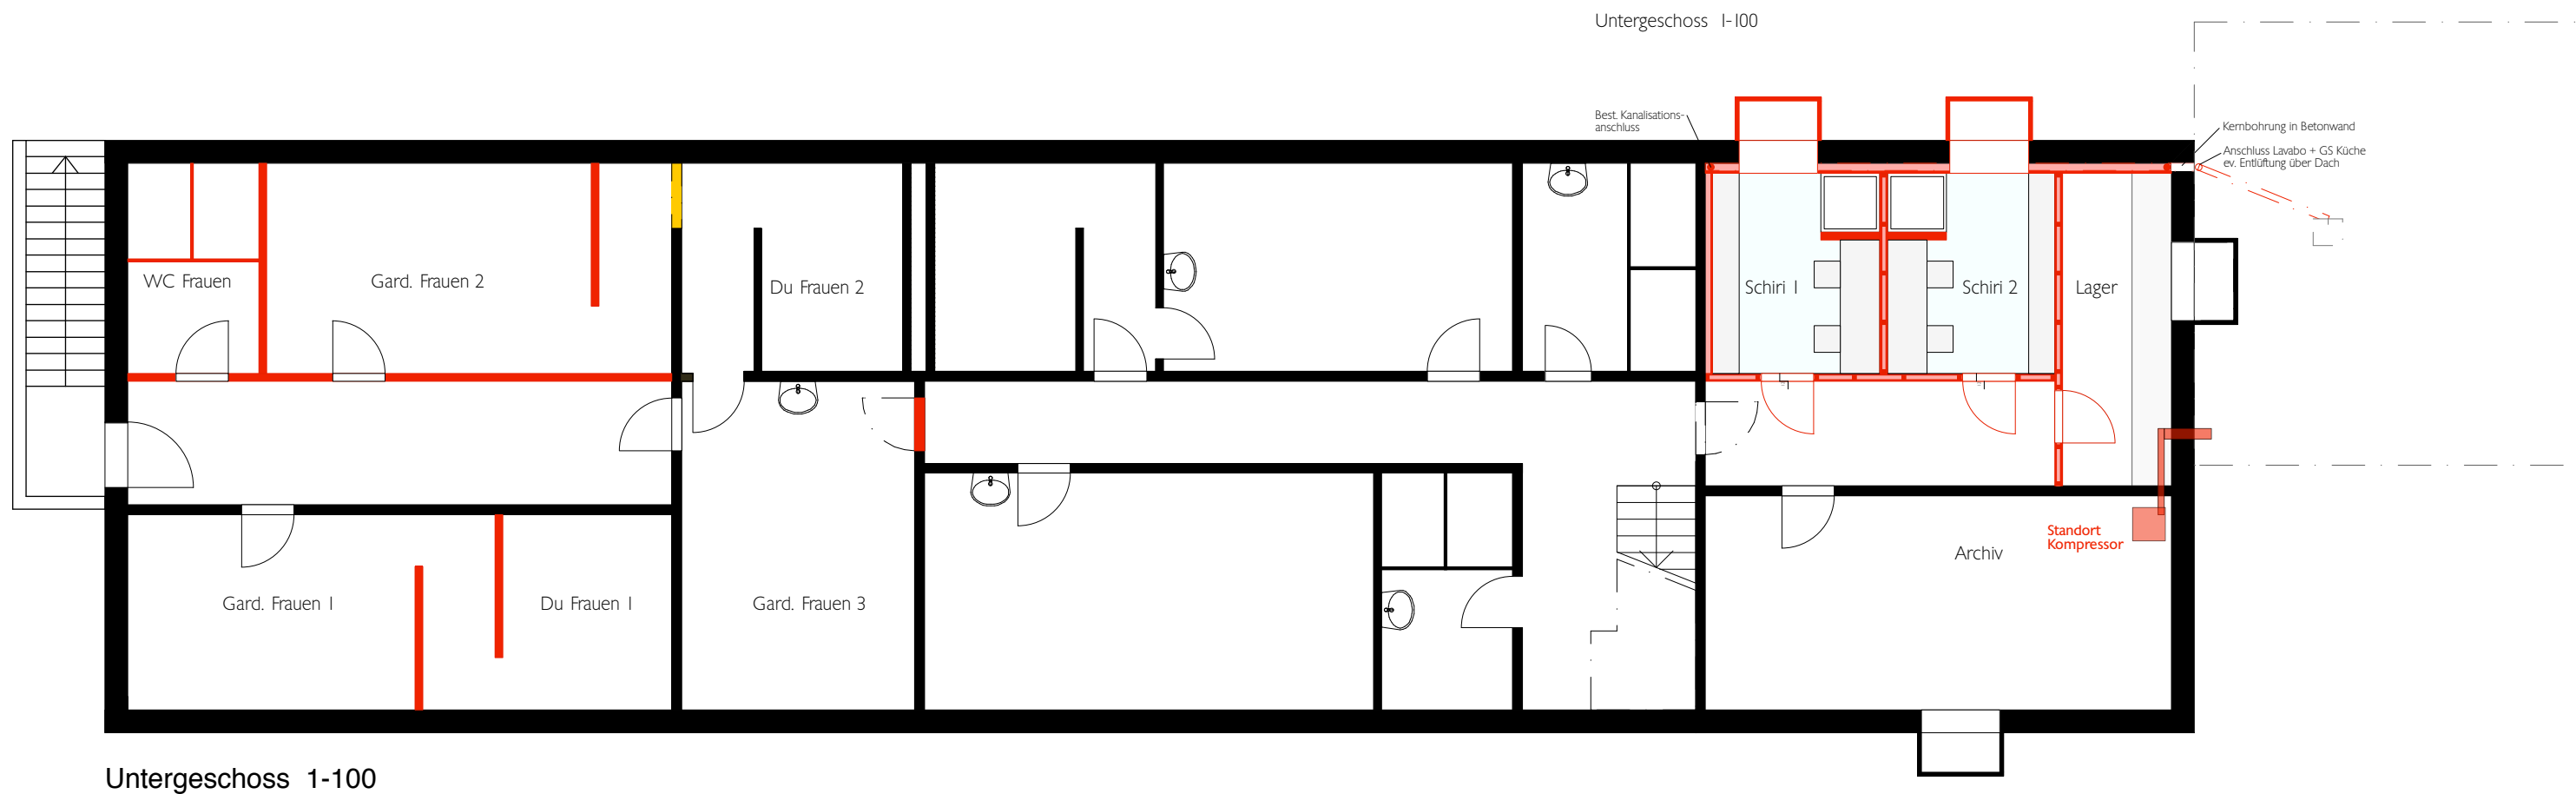 Untergeschoss 1-100
Best. Kanalisations-
anschluss
Kernbohrung in Betonwand
Anschluss Lavabo + GS Küche
ev. Entlüftung über Dach
WC Frauen
Gard. Frauen 2
Du Frauen 2
Schiri 1
Schiri 2
Lager
Standort
Kompressor
Archiv
Gard. Frauen 1
Du Frauen 1
Gard. Frauen 3
Untergeschoss 1-100